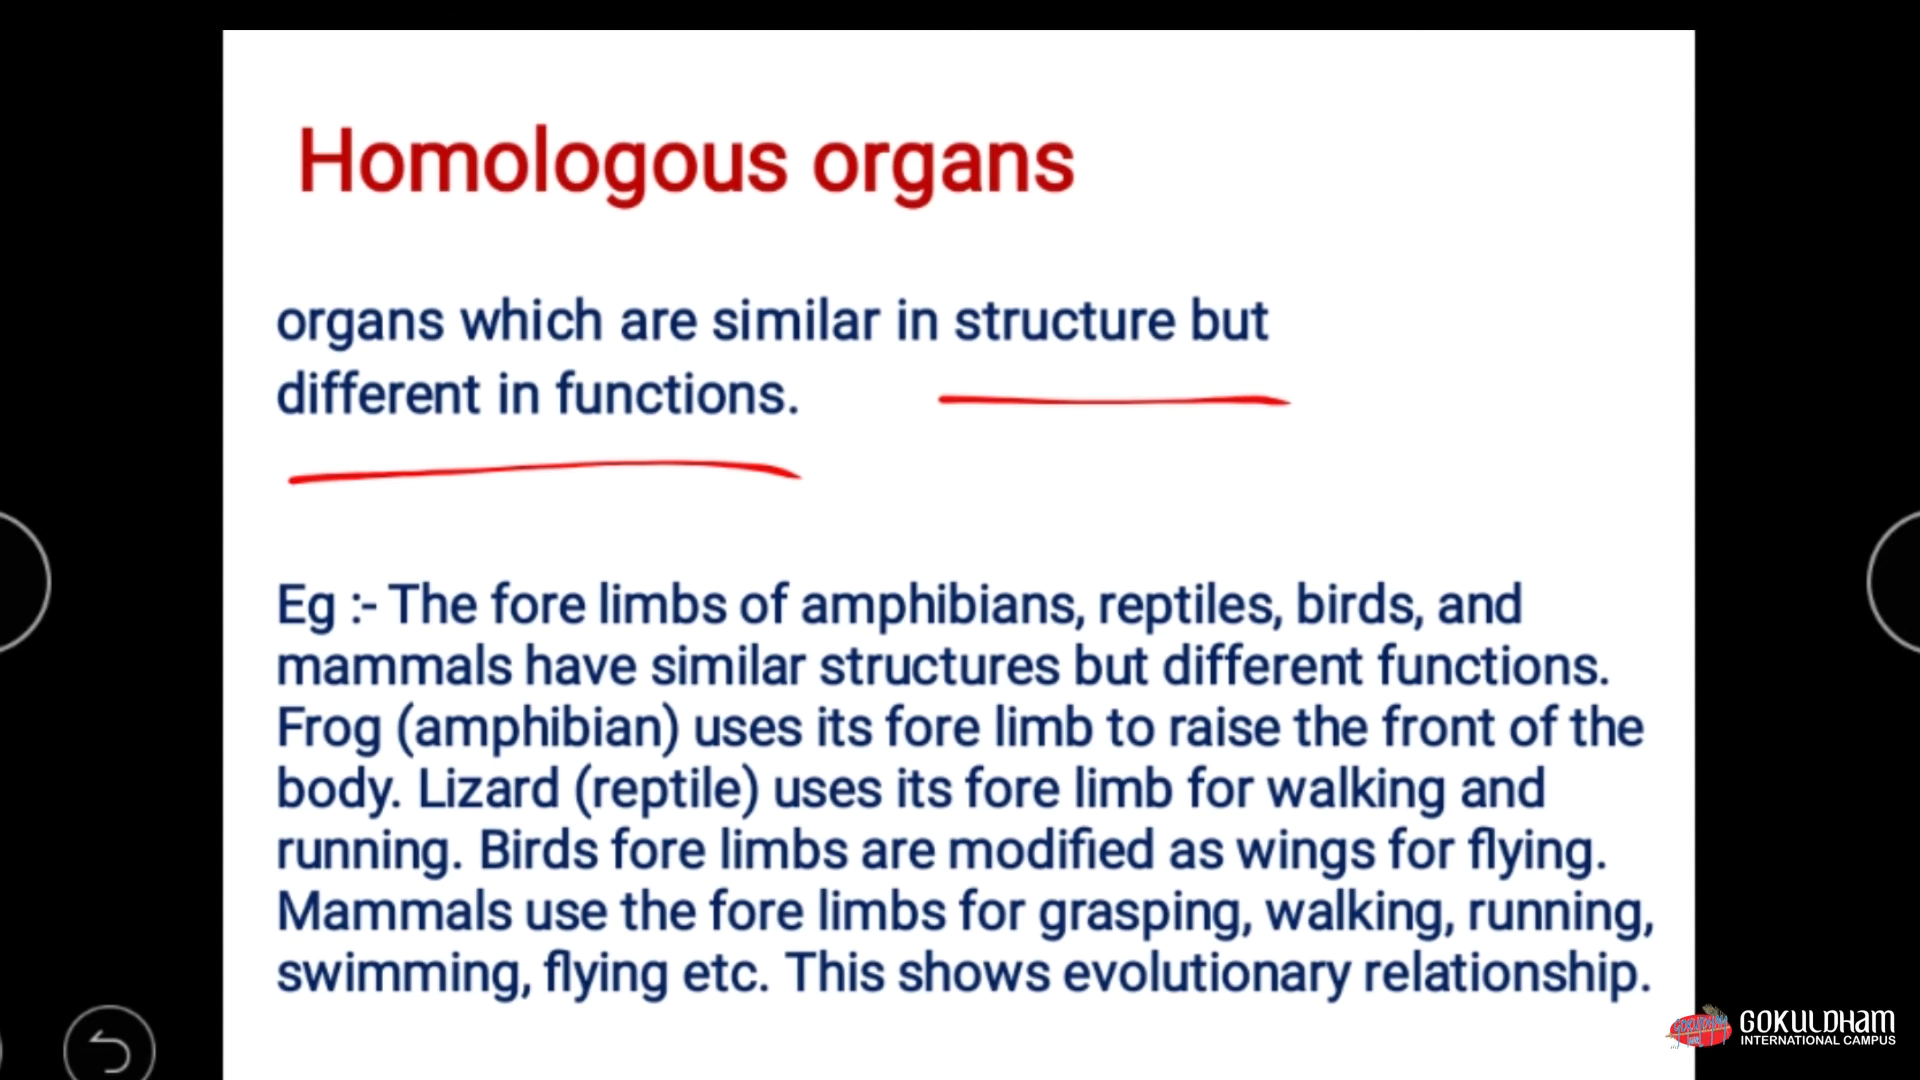 Homologous organs
organs which are similar in structure but
different in functions.
Eg :- The fore limbs of amphibians, reptiles, birds, and
mammals have similar structures but different functions.
Frog (amphibian) uses its fore limb to raise the front of the
body. Lizard (reptile) uses its fore limb for walking and
running. Birds fore limbs are modified as wings for flying.
Mammals use the fore limbs for grasping, walking, running,
swimming, flying etc. This shows evolutionary relationship.
GOKULDHAM
INTERNATIONAL CAMPUS